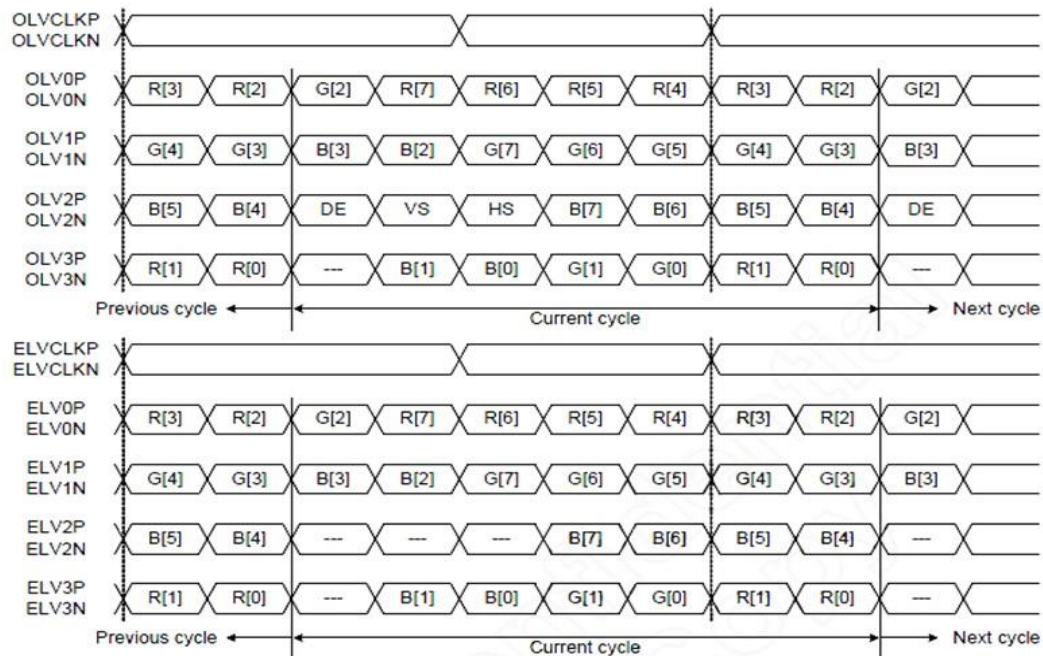 OLVCLKP
OLVCLKN
OLV0P
OLV0N
R[3] R[2] G[2] R[7] R[6] R[5] R[4] R[3] R[2] G[2]
OLV1P
OLV1N
G[4] G[3] B[3] B[2] G[7] G[6] G[5] G[4] G[3] B[3]
OLV2P
OLV2N
B[5] B[4] DE VS HS B[7] B[6] B[5] B[4] DE
OLV3P
OLV3N
R[1] R[0] --- B[1] B[0] G[1] G[0] R[1] R[0] ---
Previous cycle Current cycle Next cycle
ELVCLKP
ELVCLKN
ELV0P
ELV0N
R[3] R[2] G[2] R[7] R[6] R[5] R[4] R[3] R[2] G[2]
ELV1P
ELV1N
G[4] G[3] B[3] B[2] G[7] G[6] G[5] G[4] G[3] B[3]
ELV2P
ELV2N
B[5] B[4] --- --- --- B[7] B[6] B[5] B[4] ---
ELV3P
ELV3N
R[1] R[0] --- B[1] B[0] G[1] G[0] R[1] R[0] ---
Previous cycle Current cycle Next cycle